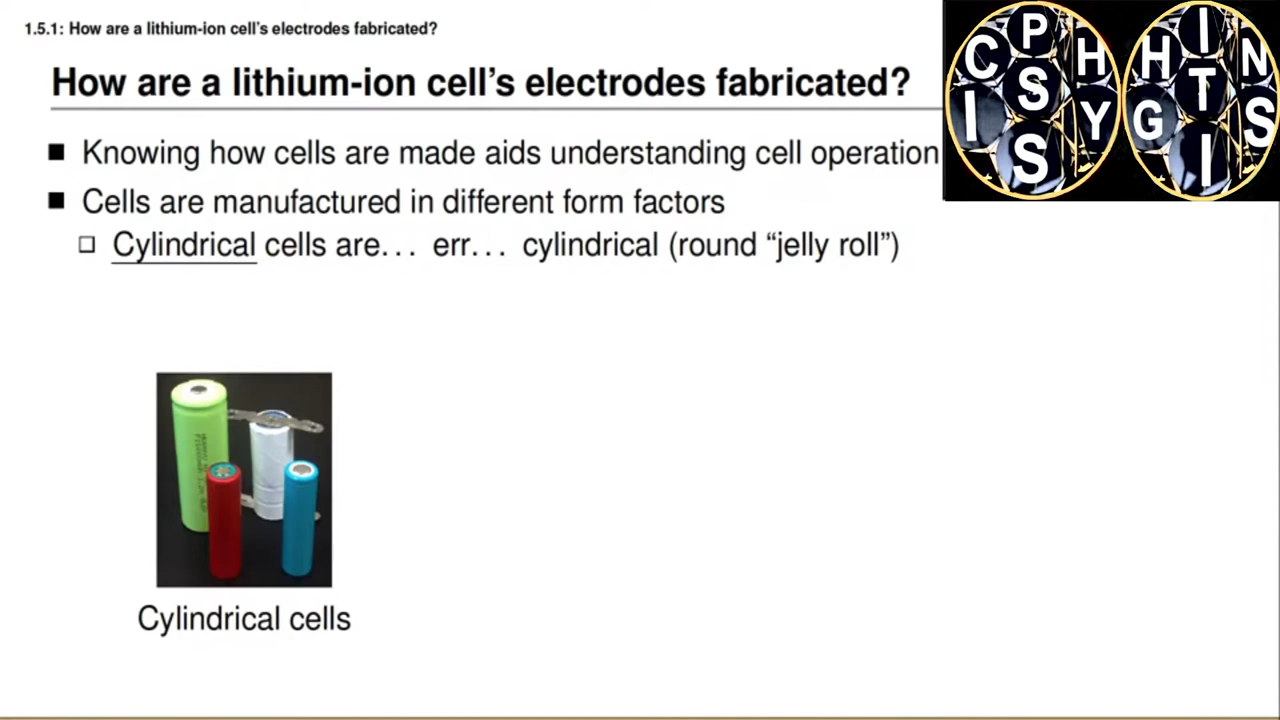 1.5.1: How are a lithium-ion cell's electrodes fabricated?
How are a lithium-ion cell's electrodes fabricated?
Knowing how cells are made aids understanding cell operation
Cells are manufactured in different form factors
Cylindrical cells are... err... cylindrical (round “jelly roll”)
Cylindrical cells
P
C H
S
I Y
S
I
H N
T
G S
I